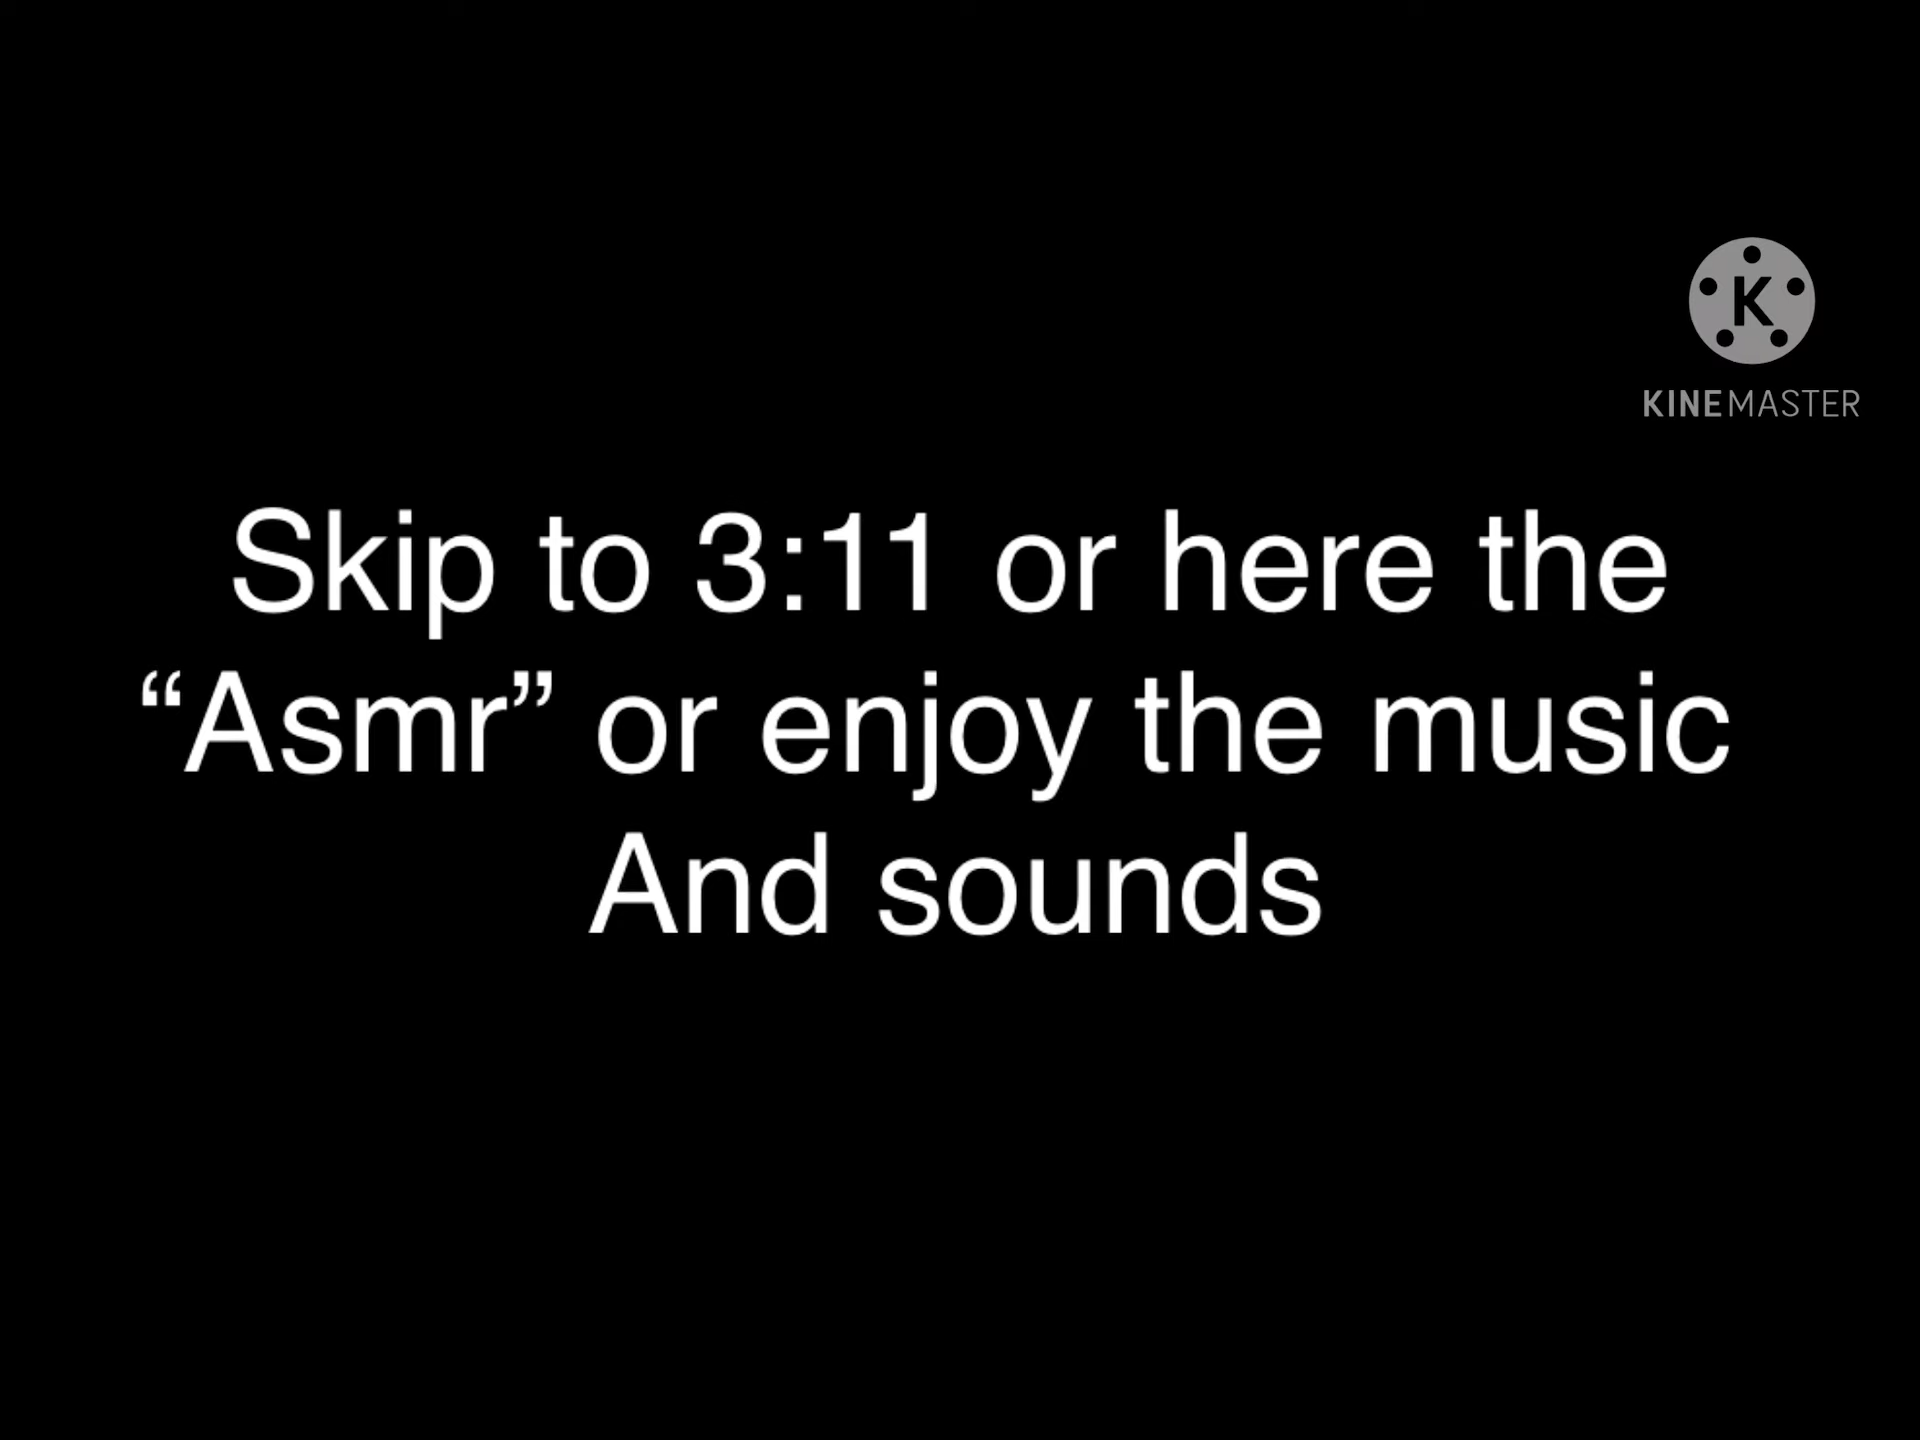 K
KINEMASTER
Skip to 3:11 or here the
“Asmr” or enjoy the music
And sounds